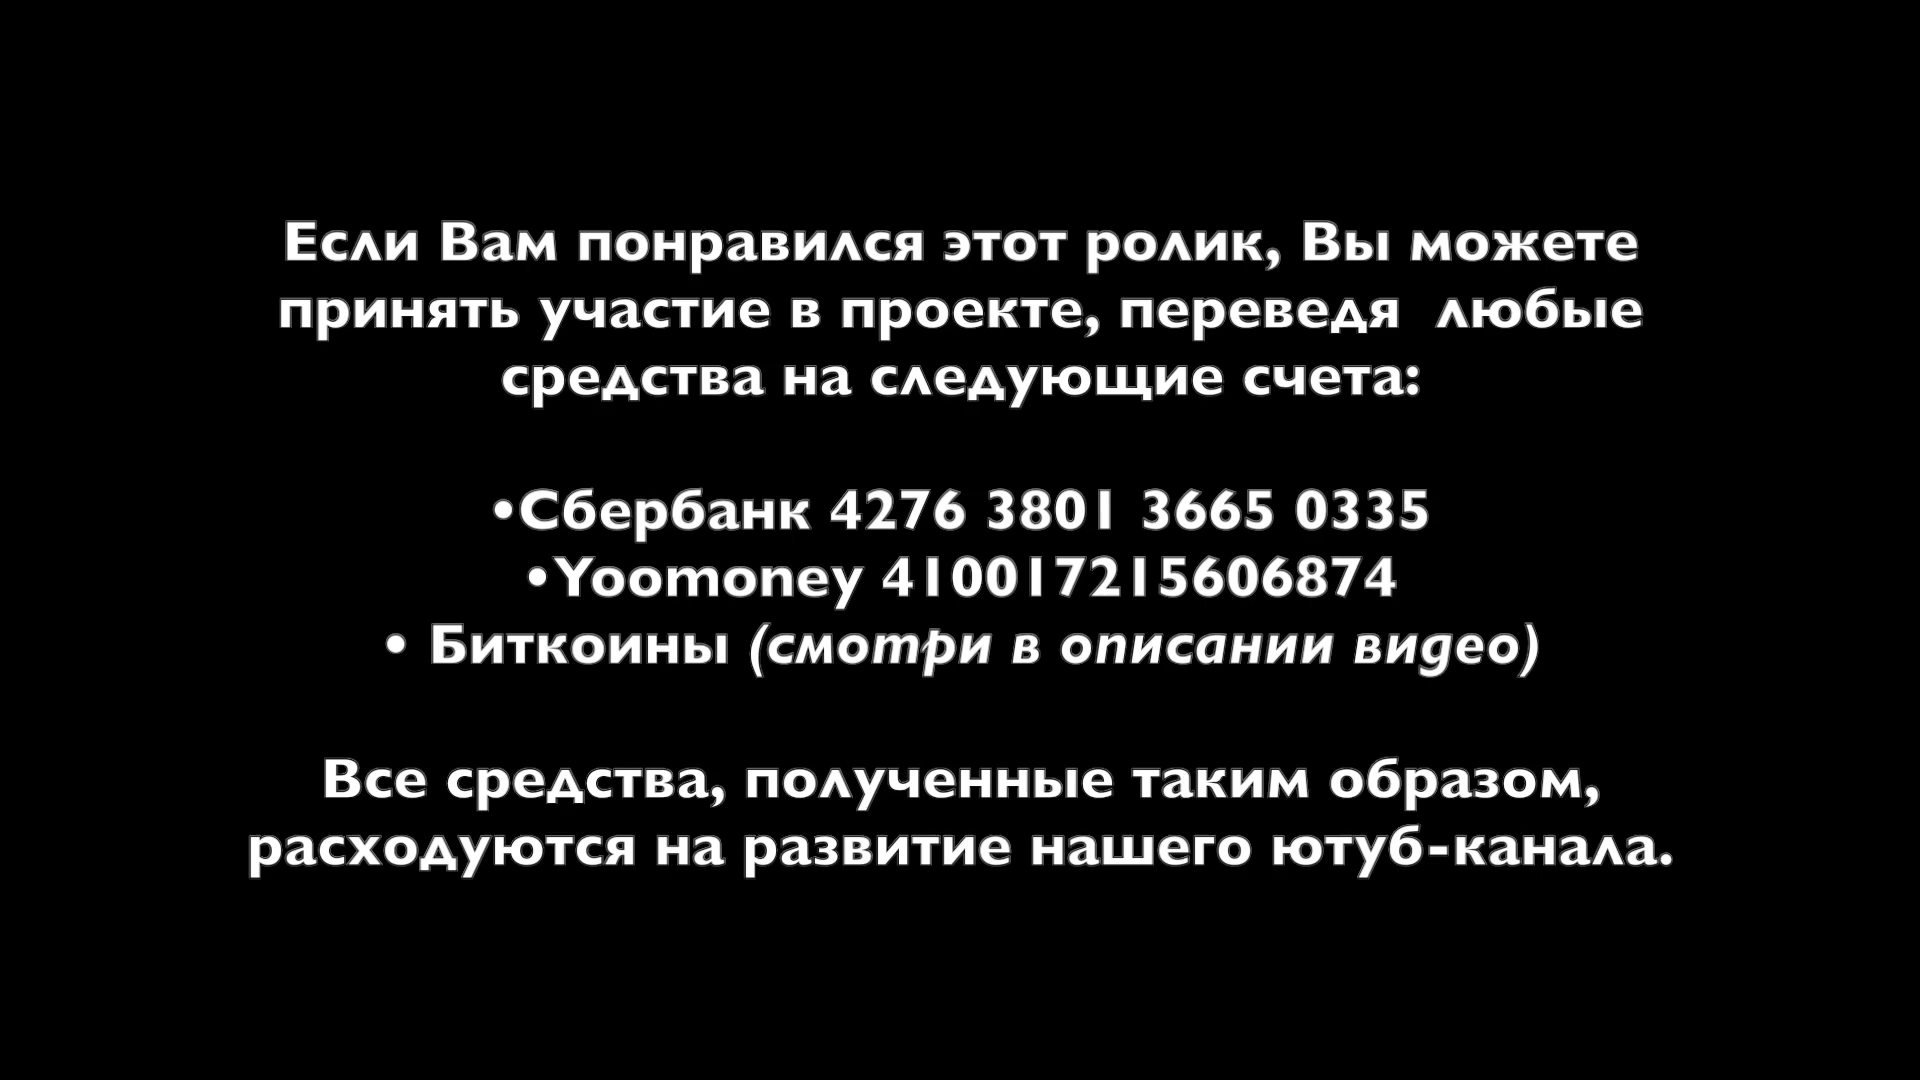 Если Вам понравился этот ролик, Вы можете
принять участие в проекте, переведя любые
средства на следующие счета:
•Сбербанк 4276 3801 3665 0335
•Yoomoney 410017215606874
• Биткоины (смотри в описании видео)
Все средства, полученные таким образом,
расходуются на развитие нашего ютуб-канала.